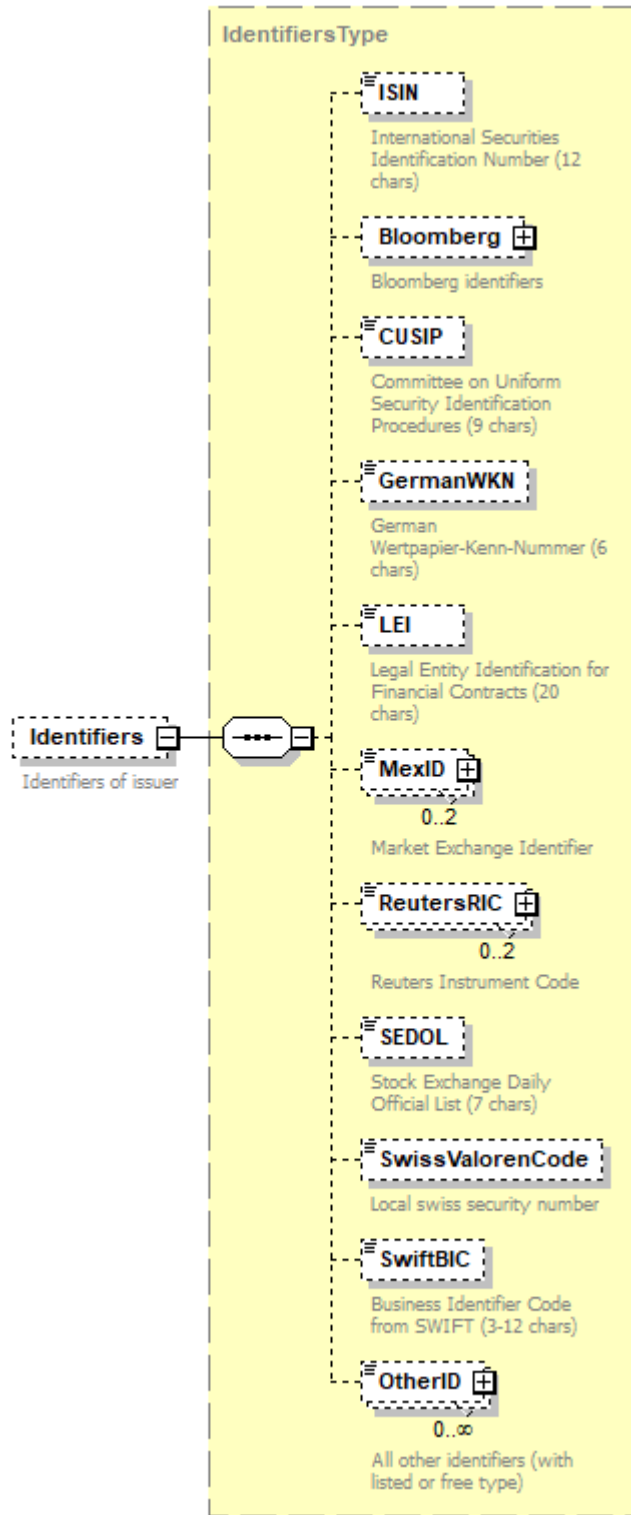 IdentifiersType
ISIN
International Securities
Identification Number (12
chars)
Bloomberg
Bloomberg identifiers
CUSIP
Committee on Uniform
Security Identification
Procedures (9 chars)
GermanWKN
German
Wertpapier-Kenn-Nummer (6
chars)
LEI
Legal Entity Identification for
Financial Contracts (20
chars)
Identifiers
Identifiers of issuer
MexID
0..2
Market Exchange Identifier
ReutersRIC
0..2
Reuters Instrument Code
SEDOL
Stock Exchange Daily
Official List (7 chars)
SwissValorenCode
Local swiss security number
SwiftBIC
Business Identifier Code
from SWIFT (3-12 chars)
OtherID
0..∞
All other identifiers (with
listed or free type)